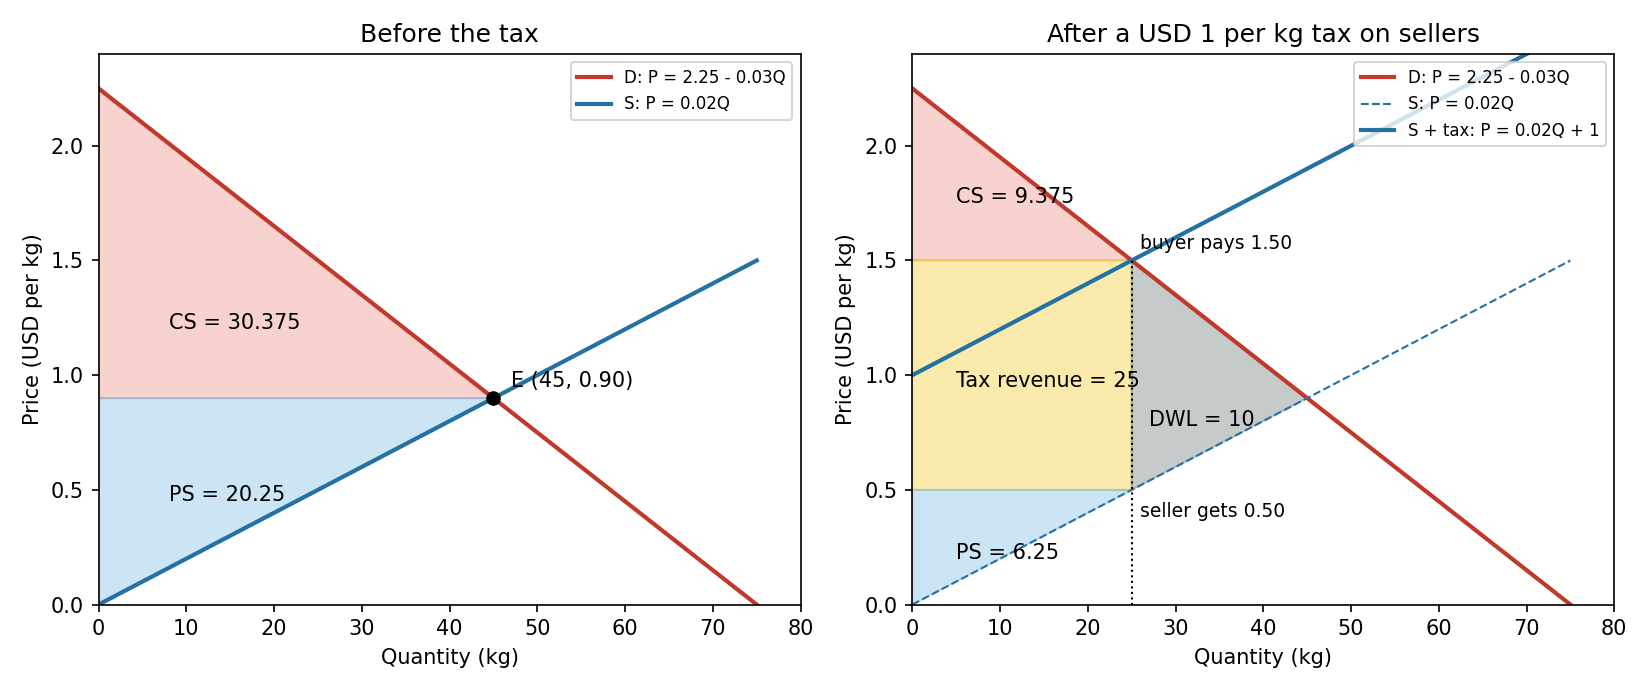 Before the tax
D: P = 2.25 - 0.03Q
S: P = 0.02Q
CS = 30.375
E (45, 0.90)
PS = 20.25
Price (USD per kg)
2.0
1.5
1.0
0.5
0.0
0 10 20 30 40 50 60 70 80
Quantity (kg)
After a USD 1 per kg tax on sellers
D: P = 2.25 - 0.03Q
S: P = 0.02Q
S + tax: P = 0.02Q + 1
CS = 9.375
buyer pays 1.50
Tax revenue = 25
DWL = 10
seller gets 0.50
PS = 6.25
Price (USD per kg)
2.0
1.5
1.0
0.5
0.0
0 10 20 30 40 50 60 70 80
Quantity (kg)